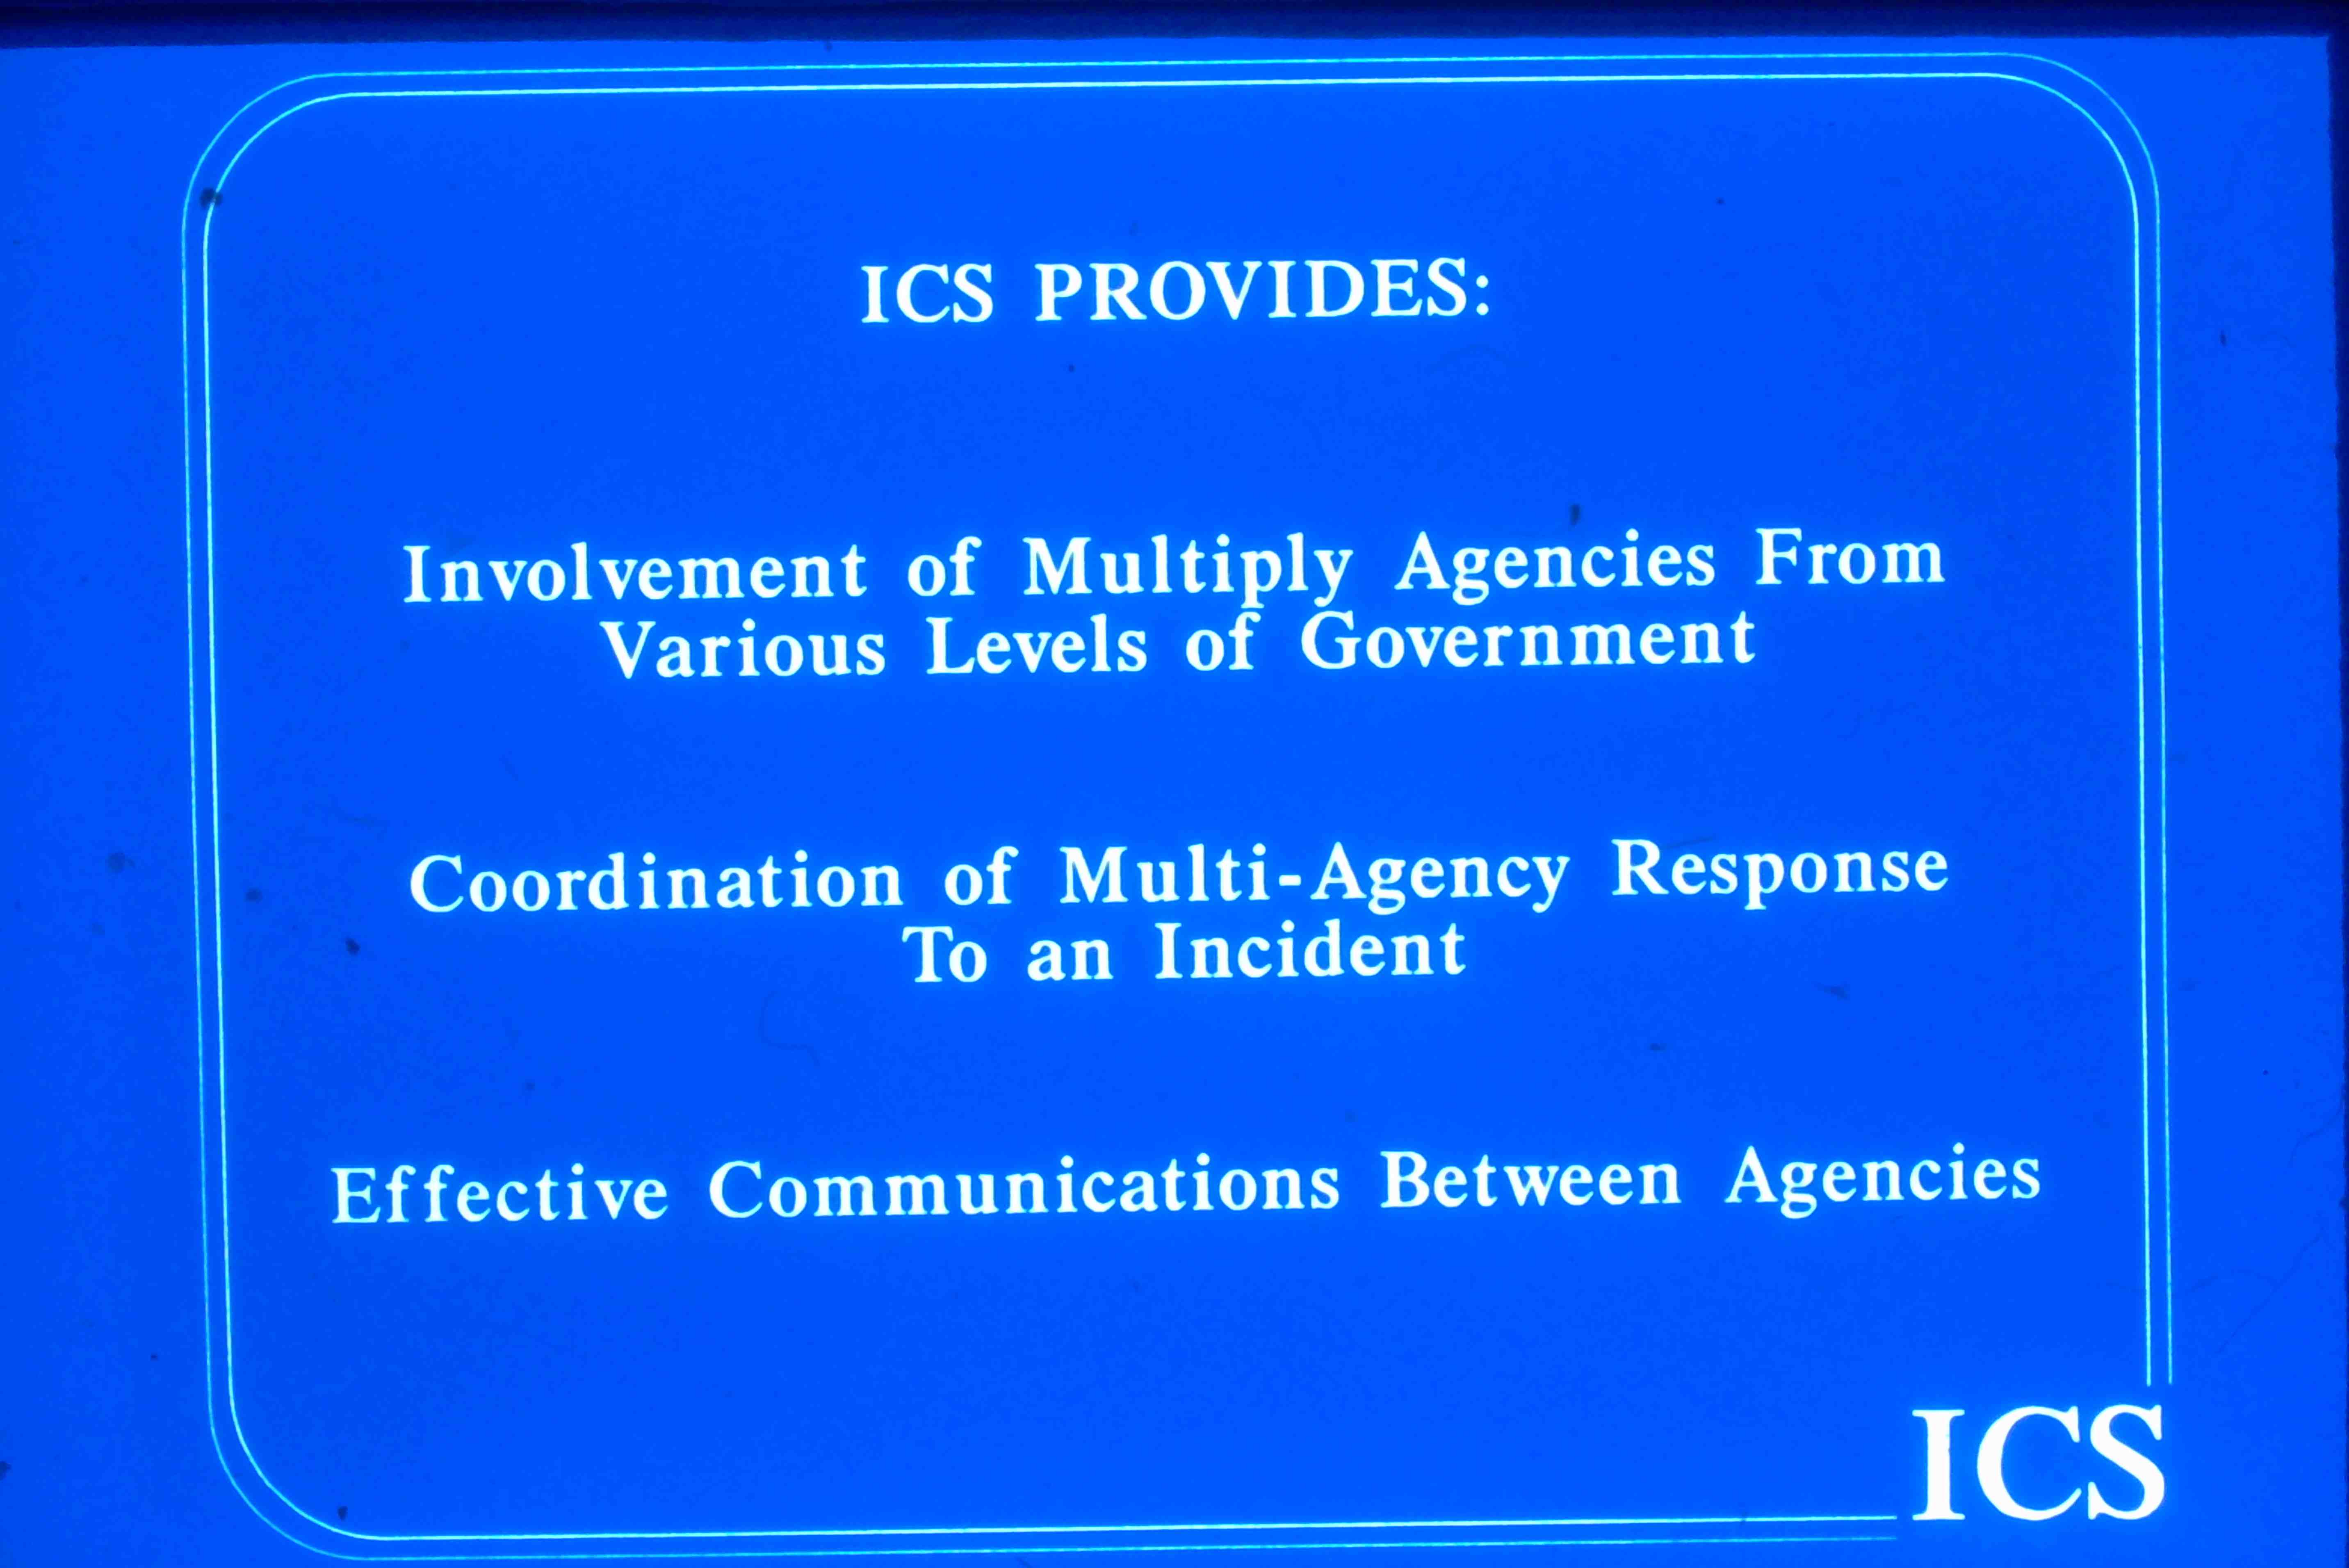 ICS PROVIDES:
Involvement of Multiply Agencies From
Various Levels of Government
Coordination of Multi-Agency Response
To an Incident
Effective Communications Between Agencies
ICS